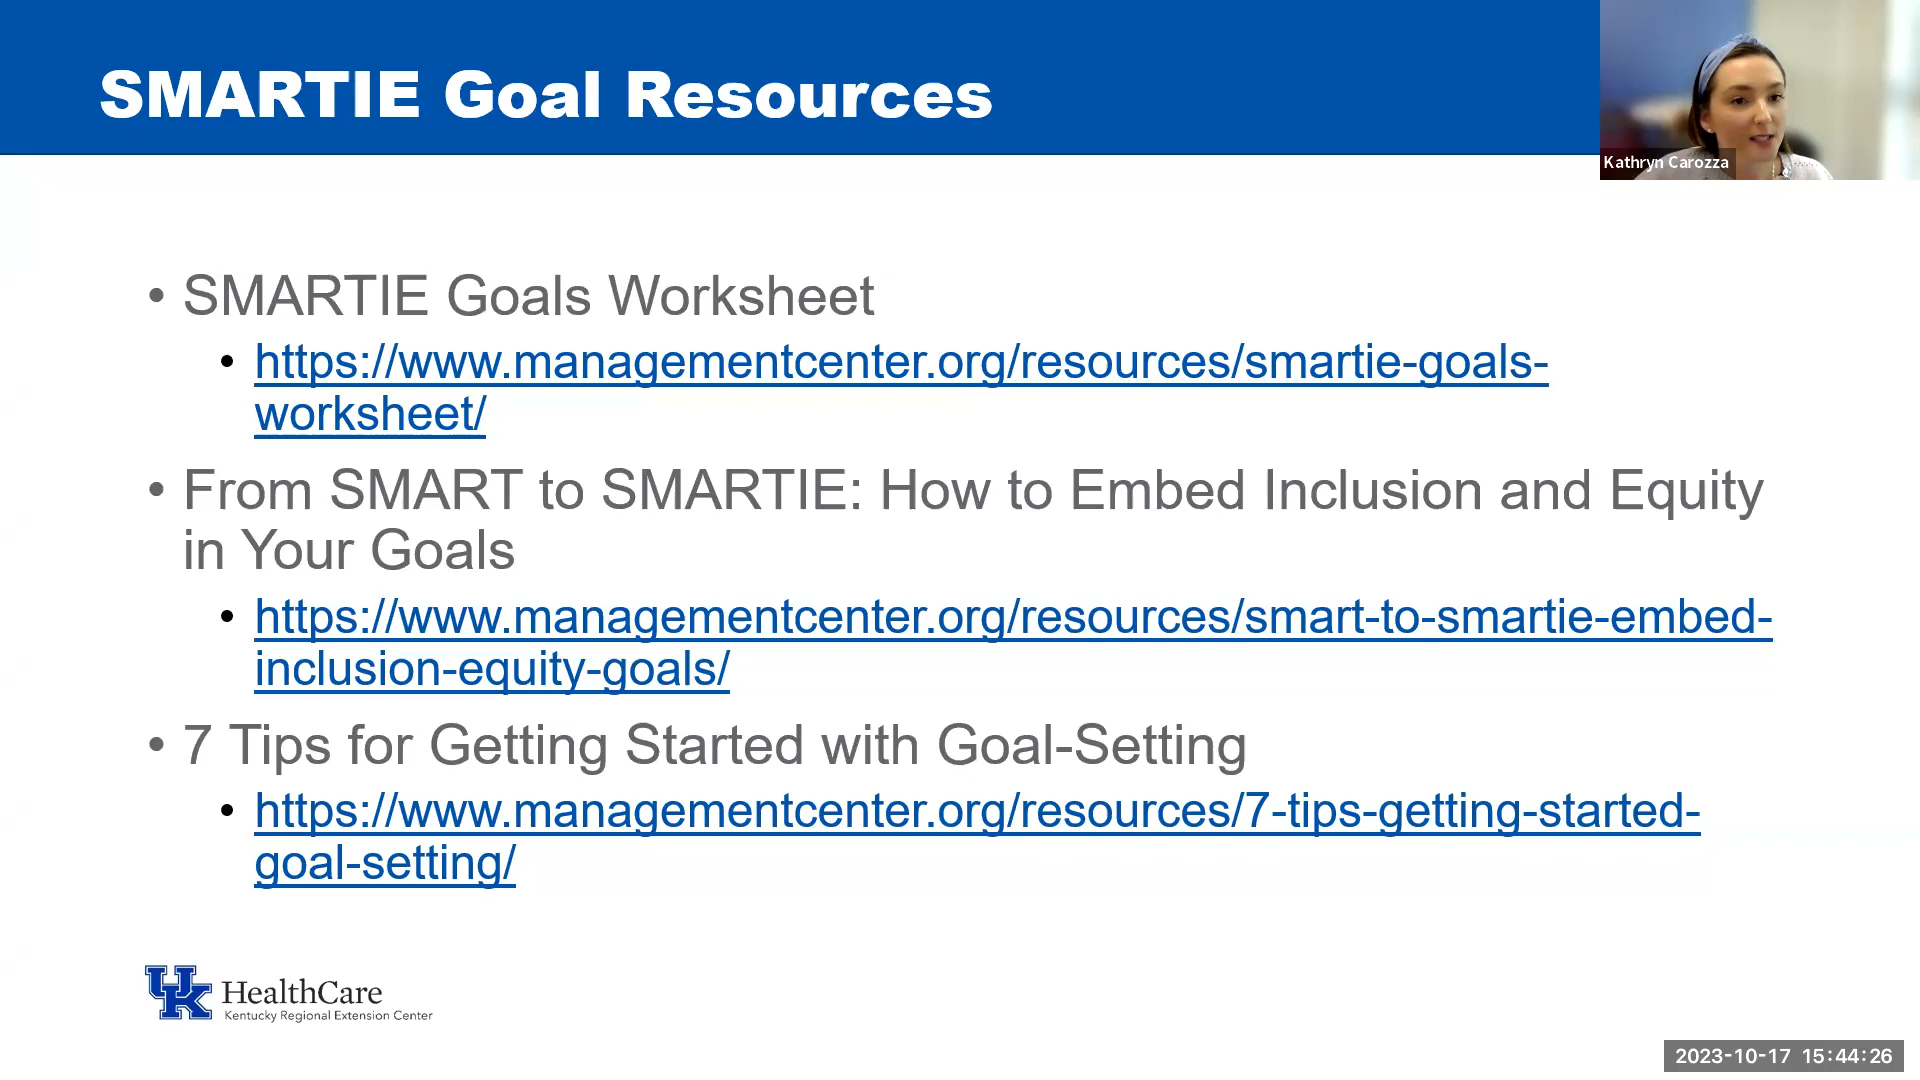 SMARTIE Goal Resources
Kathryn Carozza
• SMARTIE Goals Worksheet
• https://www.managementcenter.org/resources/smartie-goals-
worksheet/
• From SMART to SMARTIE: How to Embed Inclusion and Equity
in Your Goals
• https://www.managementcenter.org/resources/smart-to-smartie-embed-
inclusion-equity-goals/
• 7 Tips for Getting Started with Goal-Setting
• https://www.managementcenter.org/resources/7-tips-getting-started-
goal-setting/
UK HealthCare
Kentucky Regional Extension Center
2023-10-17 15:44:26